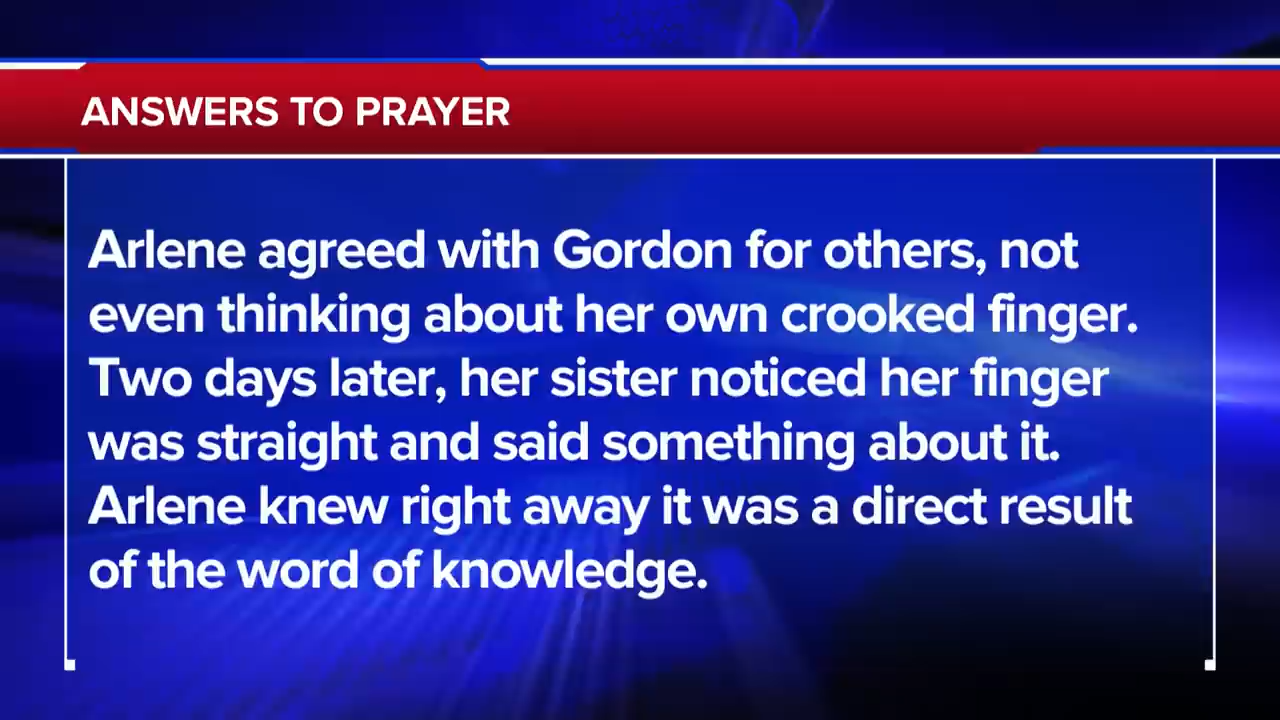 ANSWERS TO PRAYER
Arlene agreed with Gordon for others, not
even thinking about her own crooked finger.
Two days later, her sister noticed her finger
was straight and said something about it.
Arlene knew right away it was a direct result
of the word of knowledge.